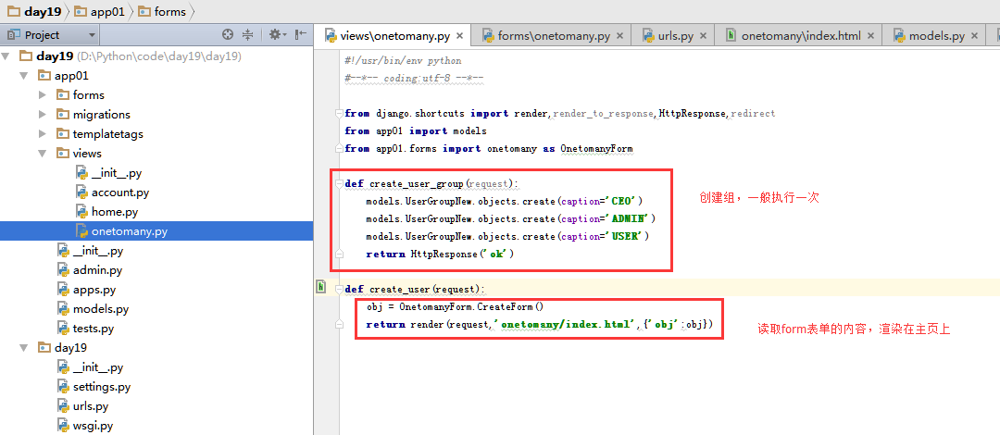 day19 app01 forms
Project
views\onetomany.py × forms\onetomany.py × urls.py × onetomany\index.html × models.py ×
day19 (D:\Python\code\day19\day19)
app01
forms
migrations
templatetags
views
__init__.py
account.py
home.py
onetomany.py
__init__.py
admin.py
apps.py
models.py
tests.py
day19
__init__.py
settings.py
urls.py
wsgi.py
#!/usr/bin/env python
#--*-- coding:utf-8 --*--
from django.shortcuts import render,render_to_response,HttpResponse,redirect
from app01 import models
from app01.forms import onetomany as OnetomanyForm
def create_user_group(request):
models.UserGroupNew.objects.create(caption='CEO')
models.UserGroupNew.objects.create(caption='ADMIN')
models.UserGroupNew.objects.create(caption='USER')
return HttpResponse('ok')
创建组，一般执行一次
def create_user(request):
obj = OnetomanyForm.CreateForm()
return render(request,'onetomany/index.html',{'obj':obj})
读取form表单的内容，渲染在主页上